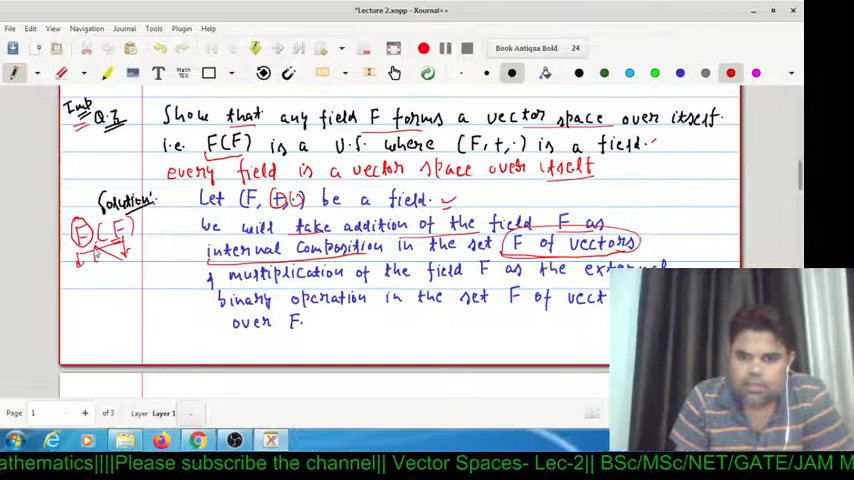 *Lecture 2.xopp - Xournal++
File Edit View Navigation Journal Tools Plugin Help
Book Antiqua Bold 24
Imp Q.3 Show that any field F forms a vector space over itself.
i.e. F(F) is a V.S. where (F,+,·) is a field.
every field is a vector space over itself
Solution: Let (F, +, ·) be a field.
F(F) We will take addition of the field F as
internal composition in the set F of vectors
& multiplication of the field F as the external
binary operation in the set F of vect
over F.
Page 1 of 3 Layer Layer 1
athematics||||Please subscribe the channel|| Vector Spaces- Lec-2|| BSc/MSc/NET/GATE/JAM M